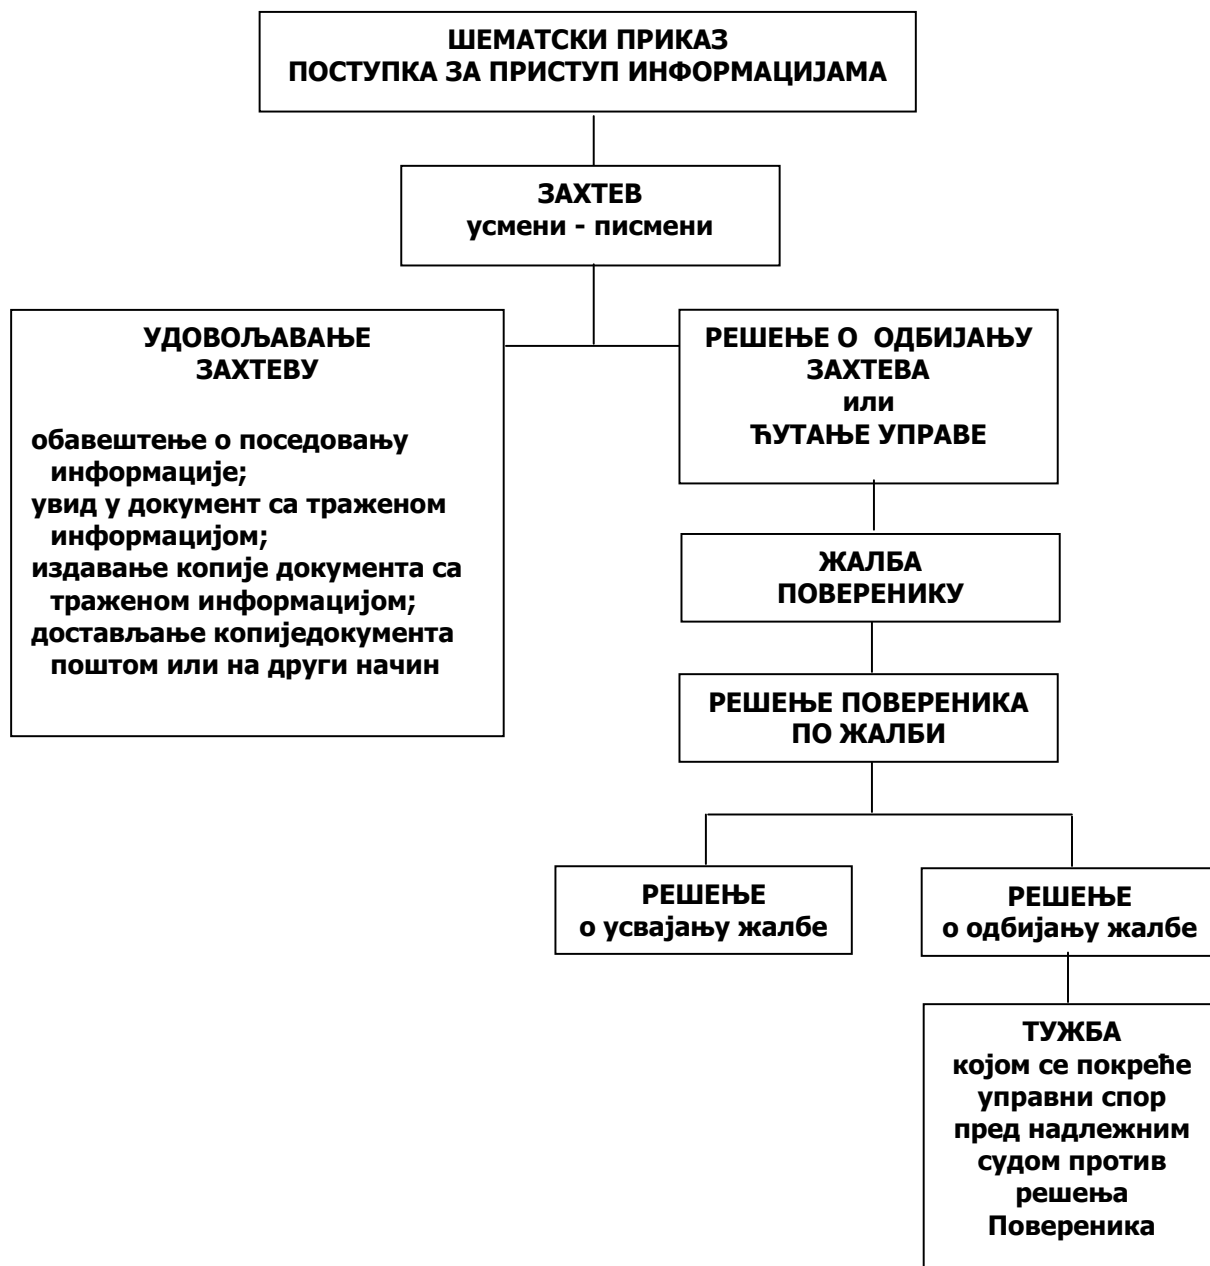 ШЕМАТСКИ ПРИКАЗ
ПОСТУПКА ЗА ПРИСТУП ИНФОРМАЦИЈАМА
ЗАХТЕВ
усмени - писмени
УДОВОЉАВАЊЕ
ЗАХТЕВУ
обавештење о поседовању
информације;
увид у документ са траженом
информацијом;
издавање копије документа са
траженом информацијом;
достављање копиједокумента
поштом или на други начин
РЕШЕЊЕ О ОДБИЈАЊУ
ЗАХТЕВА
или
ЋУТАЊЕ УПРАВЕ
ЖАЛБА
ПОВЕРЕНИКУ
РЕШЕЊЕ ПОВЕРЕНИКА
ПО ЖАЛБИ
РЕШЕЊЕ
о усвајању жалбе
РЕШЕЊЕ
о одбијању жалбе
ТУЖБА
којом се покреће
управни спор
пред надлежним
судом против
решења
Повереника